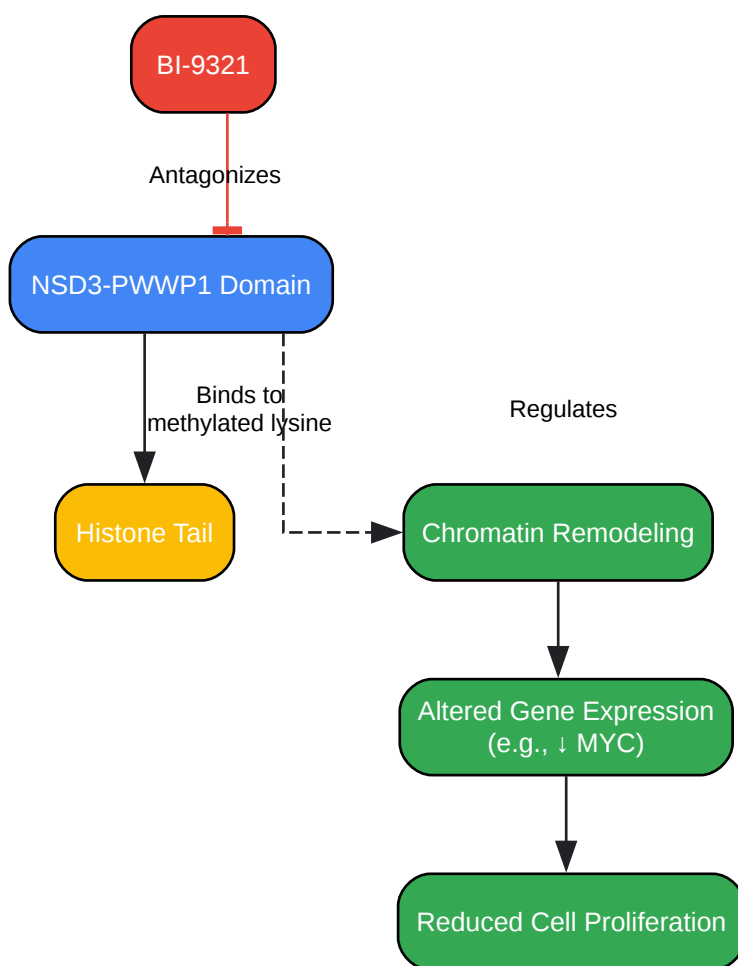 BI-9321
Antagonizes
NSD3-PWWP1 Domain
Binds to
methylated lysine
Regulates
Histone Tail
Chromatin Remodeling
Altered Gene Expression
(e.g., ↓ MYC)
Reduced Cell Proliferation